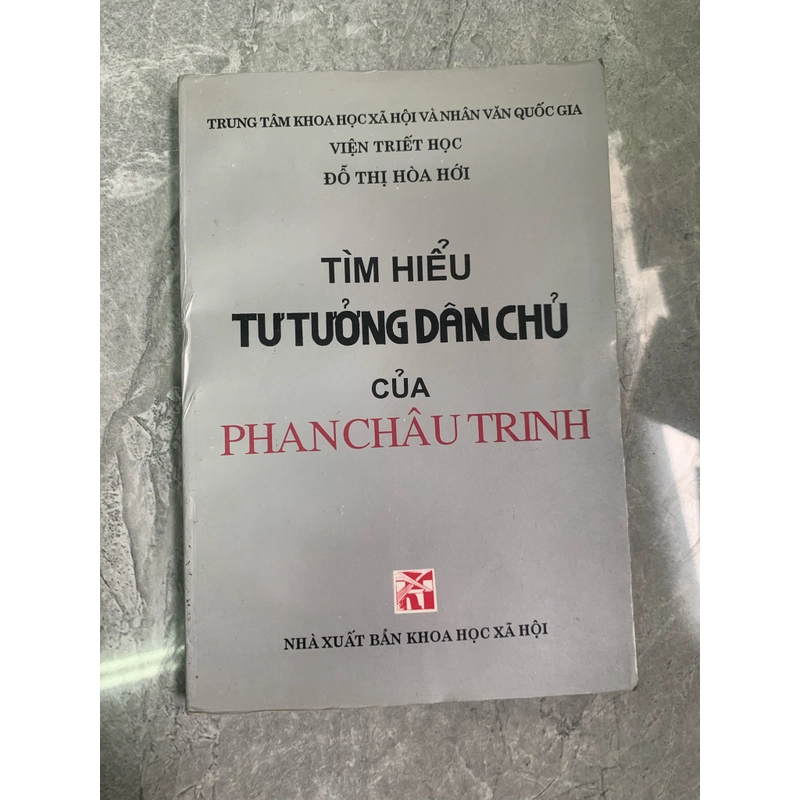 TRUNG TÂM KHOA HỌC XÃ HỘI VÀ NHÂN VĂN QUỐC GIA
VIỆN TRIẾT HỌC
ĐỖ THỊ HÒA HỚI
TÌM HIỂU
TƯ TƯỞNG DÂN CHỦ
CỦA
PHAN CHÂU TRINH
NHÀ XUẤT BẢN KHOA HỌC XÃ HỘI